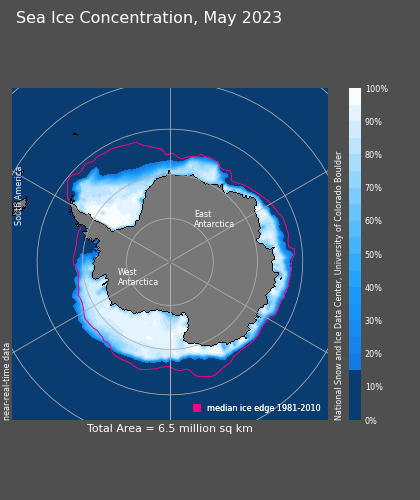 Sea Ice Concentration, May 2023
100%
90%
80%
70%
60%
50%
40%
30%
20%
10%
0%
South America
East
Antarctica
West
Antarctica
near-real-time data
National Snow and Ice Data Center, University of Colorado Boulder
median ice edge 1981-2010
Total Area = 6.5 million sq km